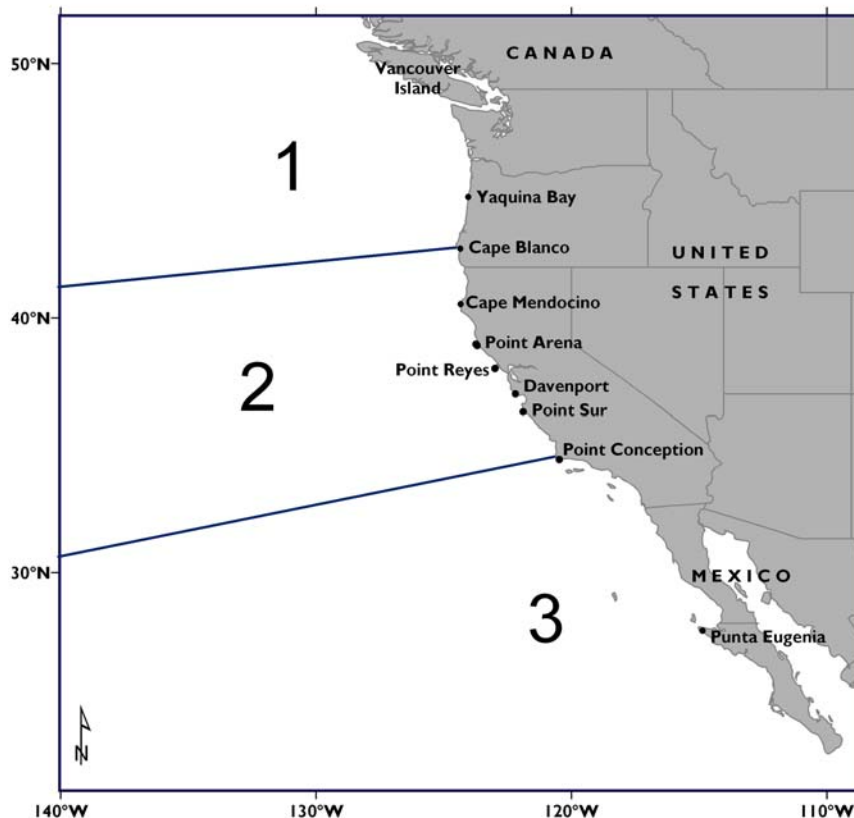 50°N
CANADA
Vancouver
Island
1
Yaquina Bay
Cape Blanco
UNITED
STATES
40°N
Cape Mendocino
Point Arena
Point Reyes
2
Davenport
Point Sur
Point Conception
30°N
MEXICO
3
Punta Eugenia
N
140°W
130°W
120°W
110°W